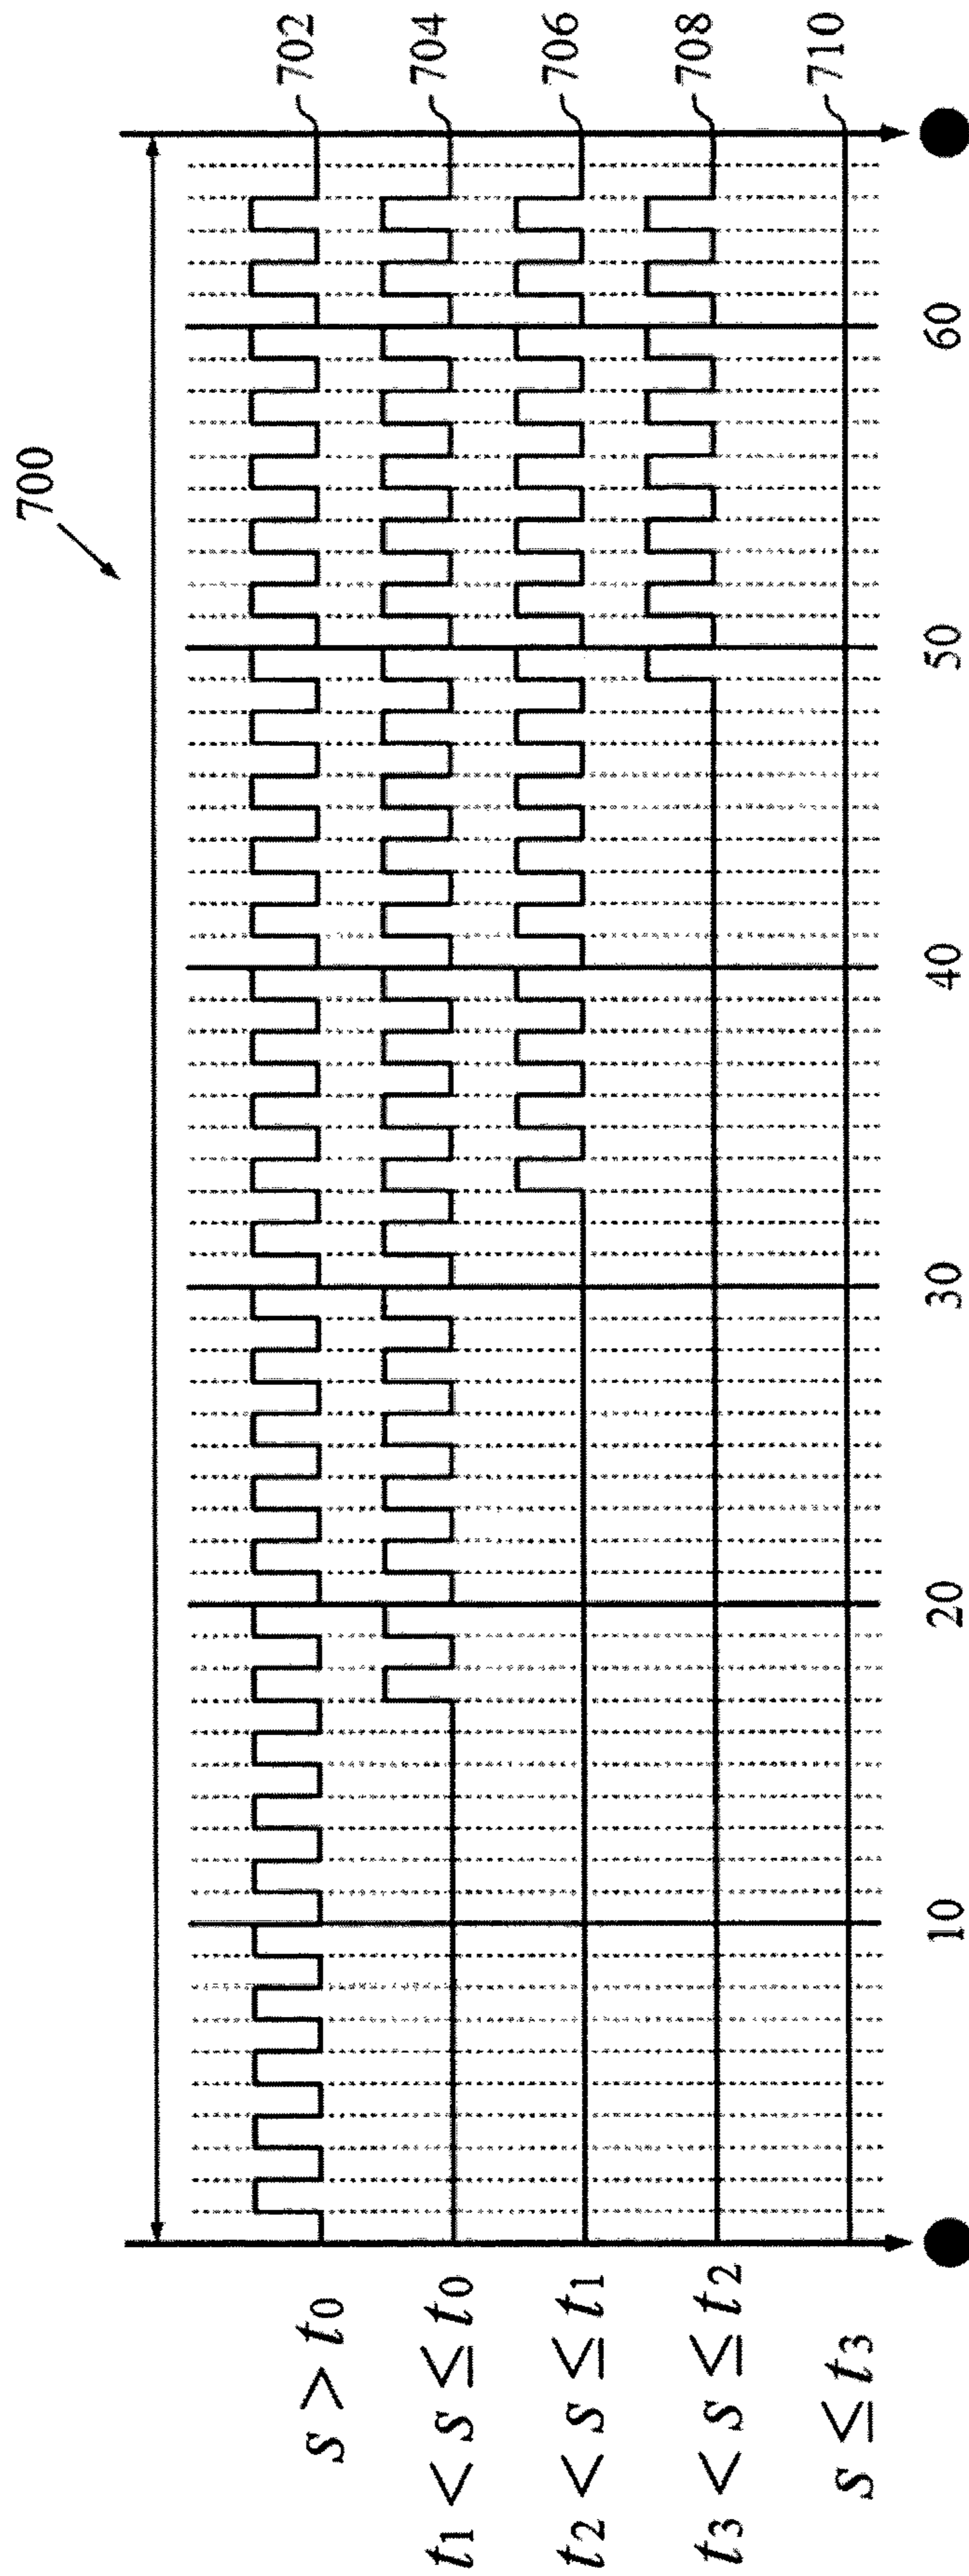 700
s > t0 702
t1 < s ≤ t0 704
t2 < s ≤ t1 706
t3 < s ≤ t2 708
s ≤ t3 710
10 20 30 40 50 60